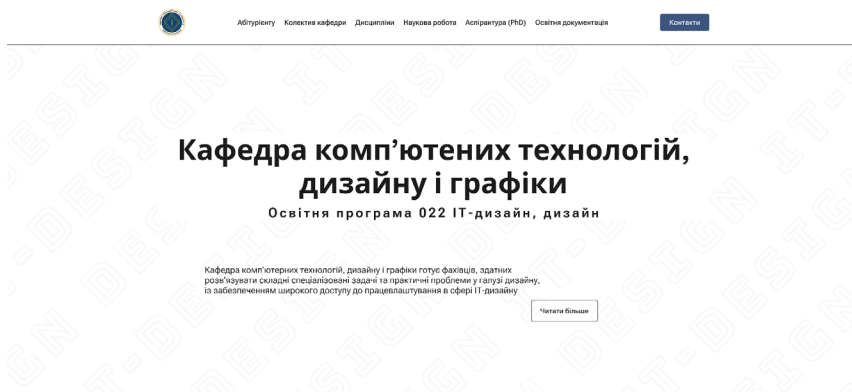 Абітурієнту Колектив кафедри Дисципліни Наукова робота Аспірантура (PhD) Освітня документація Контакти
Кафедра комп’ютених технологій,
дизайну і графіки
Освітня програма 022 ІТ-дизайн, дизайн
Кафедра комп’ютерних технологій, дизайну і графіки готує фахівців, здатних
розв’язувати складні спеціалізовані задачі та практичні проблеми у галузі дизайну,
із забезпеченням широкого доступу до працевлаштування в сфері ІТ-дизайну
Читати більше